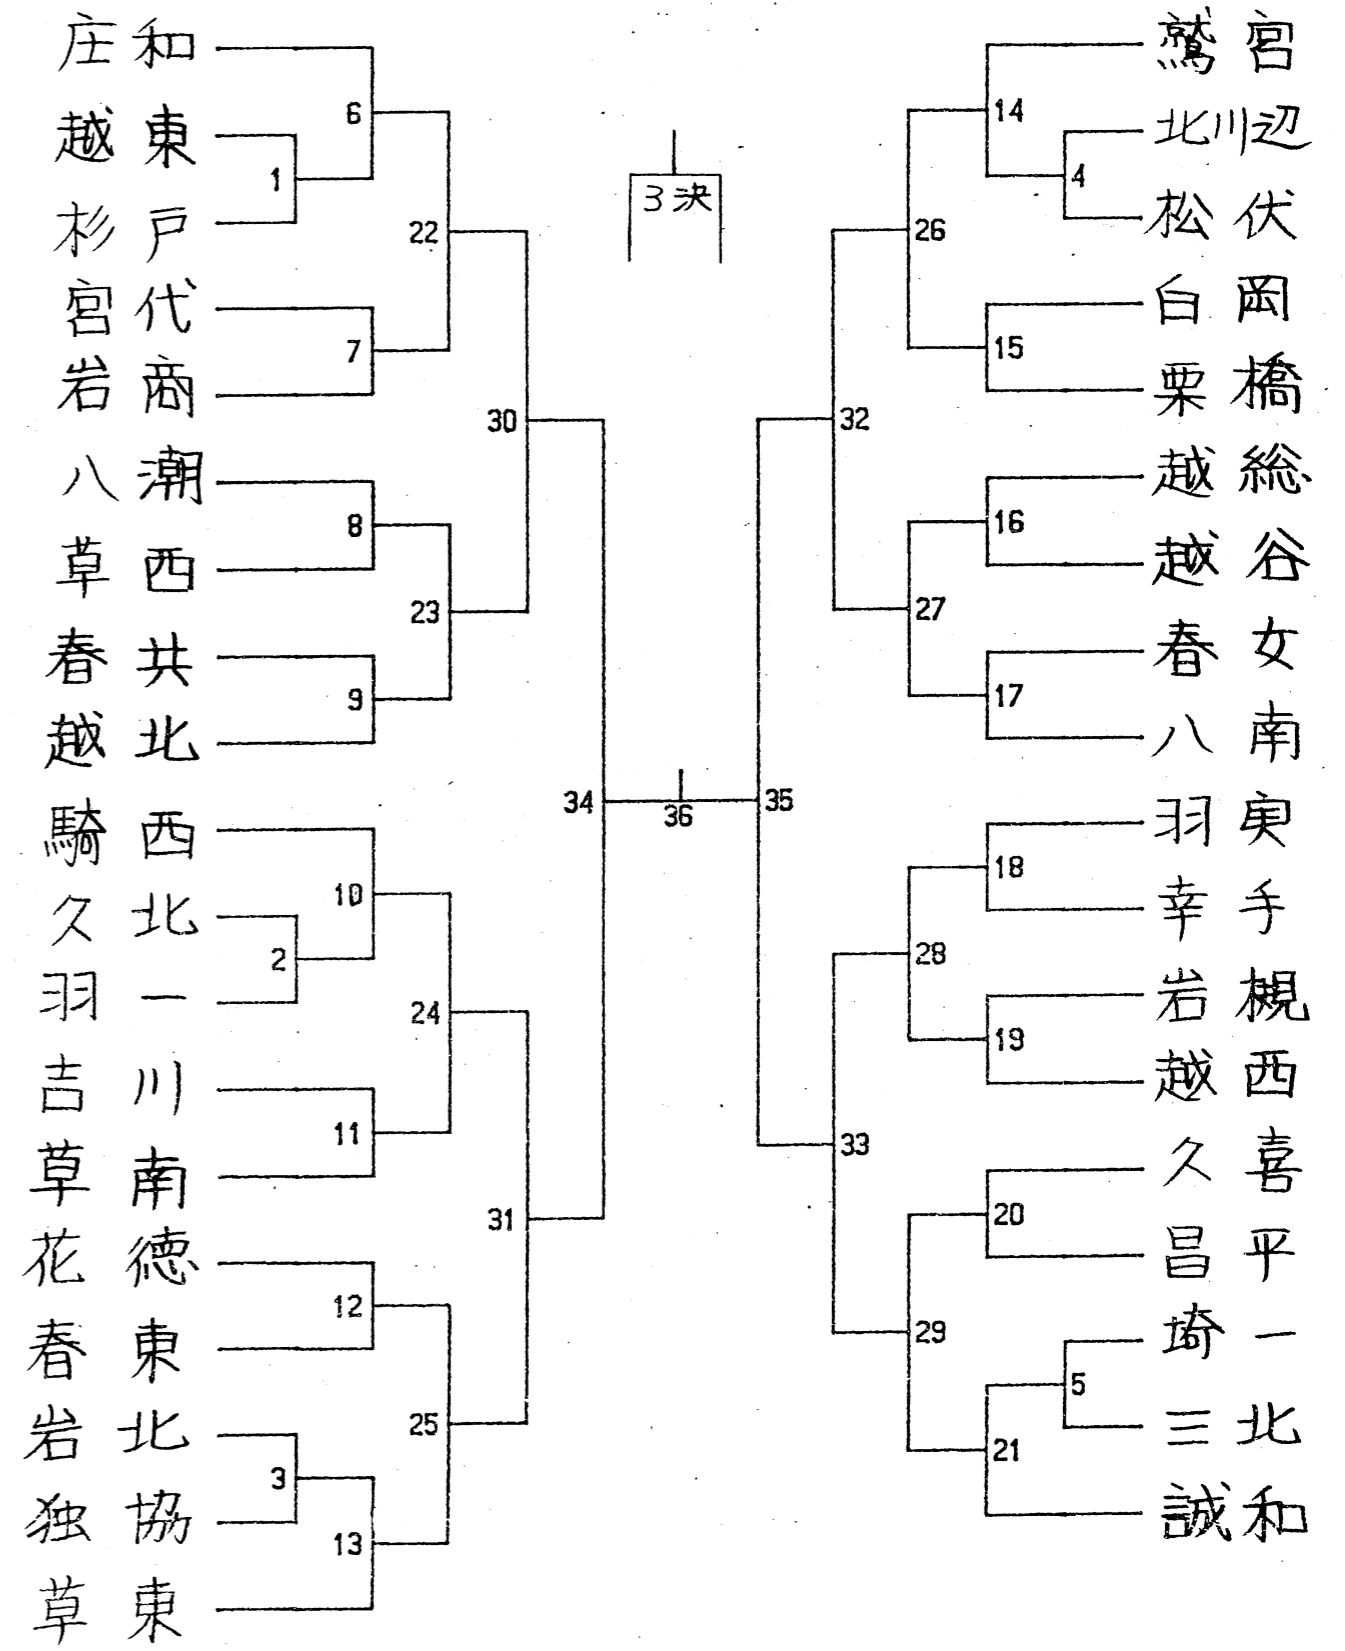 庄和
越東
杉戸
宮代
岩商
八潮
草西
春共
越北
騎西
久北
羽一
吉川
草南
花徳
春東
岩北
独協
草東
6
1
22
7
30
8
23
9
34
10
2
24
11
31
12
25
3
13
3決
36
14
4
26
15
32
16
27
17
35
18
28
19
33
20
29
5
21
鷲宮
北川辺
松伏
白岡
栗橋
越総
越谷
春女
八南
羽実
幸手
岩槻
越西
久喜
昌平
埼一
三北
誠和